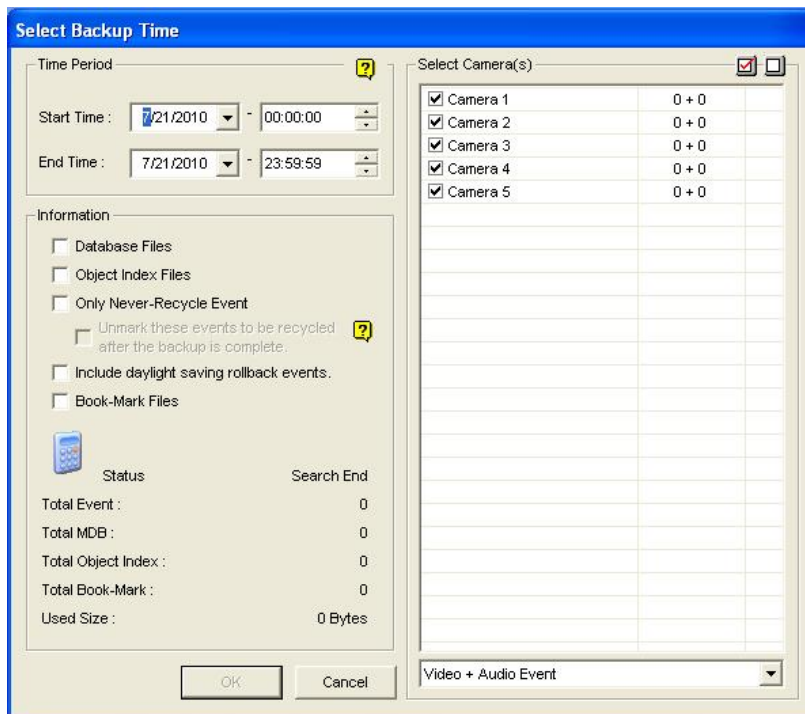 Select Backup Time
Time Period
?
Start Time :
7/21/2010
-
00:00:00
End Time :
7/21/2010
-
23:59:59
Information
Database Files
Object Index Files
Only Never-Recycle Event
Unmark these events to be recycled
after the backup is complete.
?
Include daylight saving rollback events.
Book-Mark Files
Status Search End
Total Event : 0
Total MDB : 0
Total Object Index : 0
Total Book-Mark : 0
Used Size : 0 Bytes
OK
Cancel
Select Camera(s)
Camera 1 0 + 0
Camera 2 0 + 0
Camera 3 0 + 0
Camera 4 0 + 0
Camera 5 0 + 0
Video + Audio Event